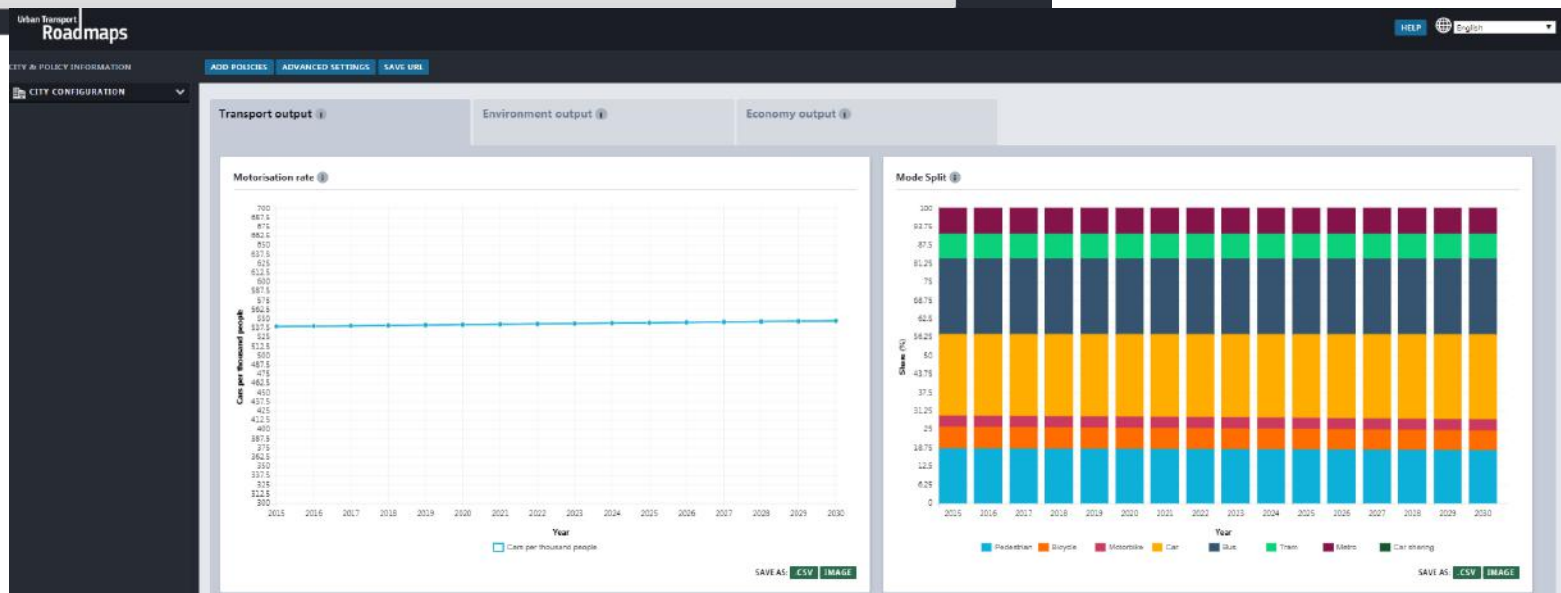 Urban Transport
Roadmaps
HELP
English
CITY & POLICY INFORMATION
ADD POLICIES
ADVANCED SETTINGS
SAVE URL
CITY CONFIGURATION
Transport output
Environment output
Economy output
Motorisation rate
700
687.5
675
662.5
650
637.5
625
612.5
600
587.5
575
562.5
550
537.5
525
512.5
500
487.5
475
462.5
450
437.5
425
412.5
400
387.5
375
362.5
350
337.5
325
312.5
300
Cars per thousand people
2015 2016 2017 2018 2019 2020 2021 2022 2023 2024 2025 2026 2027 2028 2029 2030
Year
Cars per thousand people
SAVE AS: .CSV IMAGE
Mode Split
100
93.75
87.5
81.25
75
68.75
62.5
56.25
50
43.75
37.5
31.25
25
18.75
12.5
6.25
0
Share (%)
2015 2016 2017 2018 2019 2020 2021 2022 2023 2024 2025 2026 2027 2028 2029 2030
Year
Pedestrian Bicycle Motorbike Car Bus Tram Metro Car sharing
SAVE AS: .CSV IMAGE